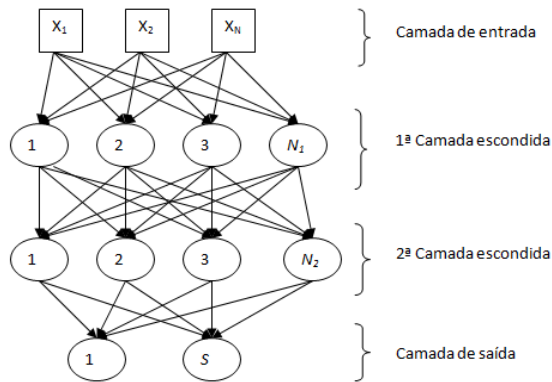 X₁ X₂ X_N Camada de entrada
1 2 3 N₁ 1ª Camada escondida
1 2 3 N₂ 2ª Camada escondida
1 S Camada de saída